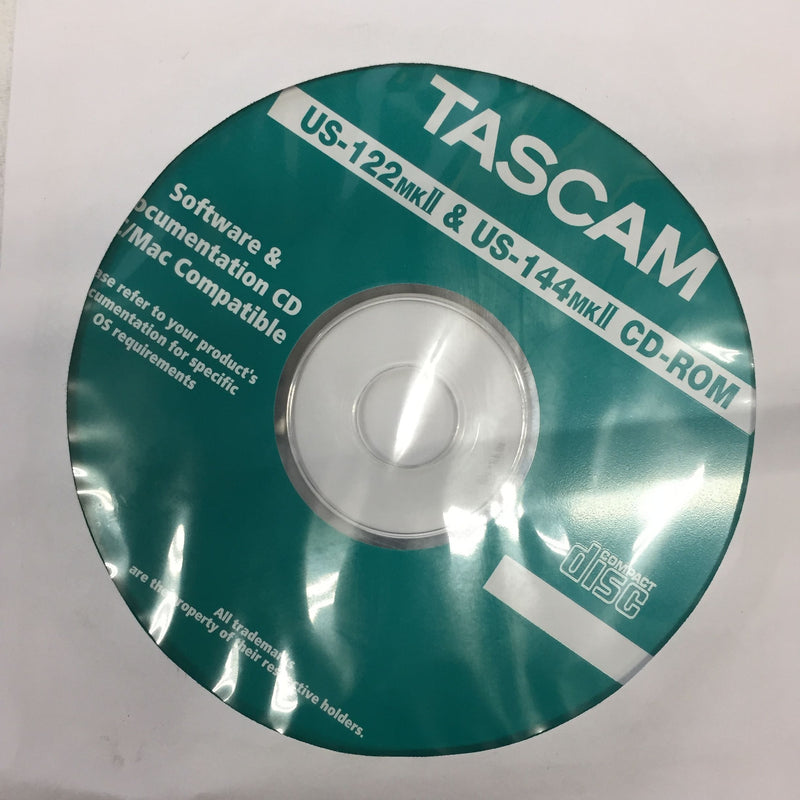 TASCAM
US-122MKII & US-144MKII CD-ROM
Software &
ocumentation CD
/Mac Compatible
ase refer to your product's
cumentation for specific
OS requirements
COMPACT
disc
All trademarks
are the property of their respective holders.